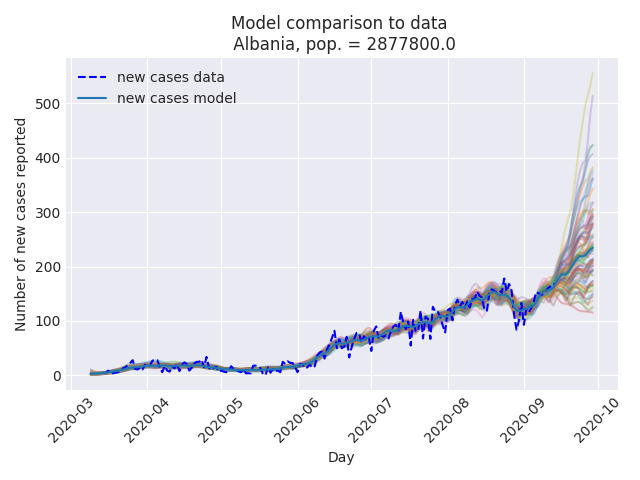 Model comparison to data
Albania, pop. = 2877800.0
new cases data
new cases model
Number of new cases reported
500
400
300
200
100
0
2020-03
2020-04
2020-05
2020-06
2020-07
2020-08
2020-09
2020-10
Day